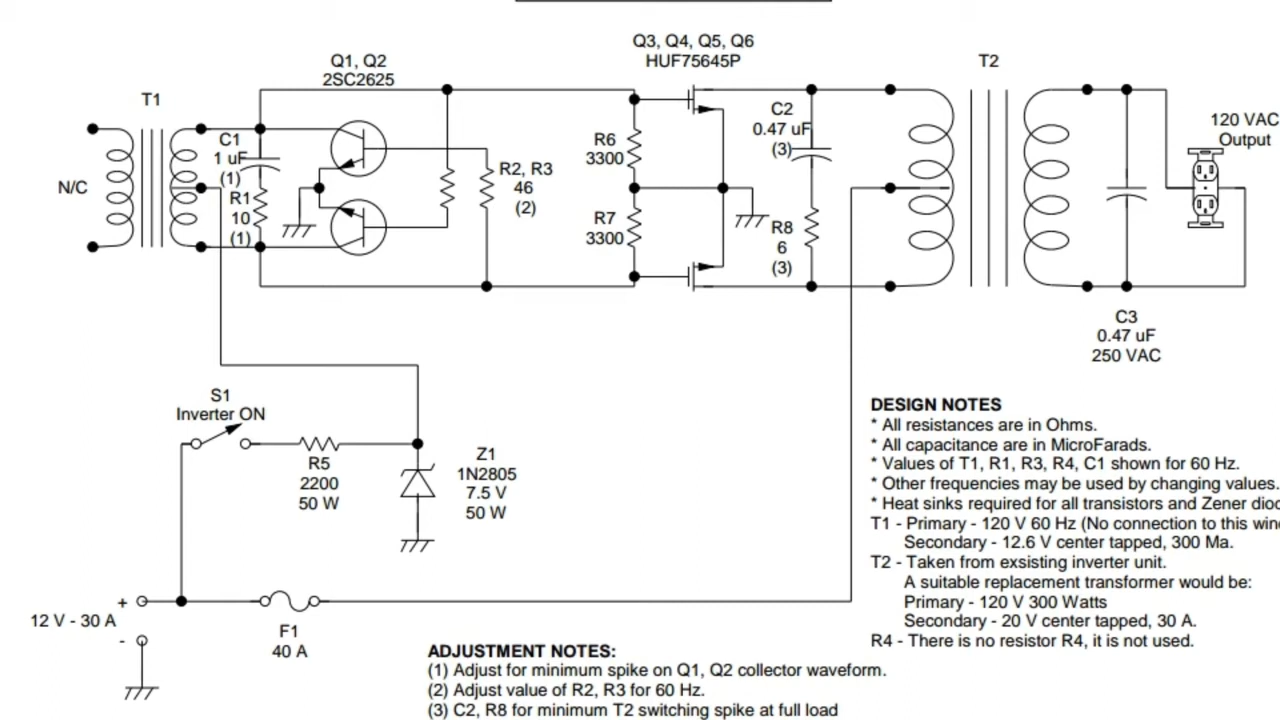 Q3, Q4, Q5, Q6
HUF75645P
Q1, Q2
2SC2625
T2
T1
C1
1 uF
(1)
R1
10
(1)
N/C
R2, R3
46
(2)
R6
3300
R7
3300
C2
0.47 uF
(3)
R8
6
(3)
120 VAC
Output
C3
0.47 uF
250 VAC
S1
Inverter ON
R5
2200
50 W
Z1
1N2805
7.5 V
50 W
+
12 V - 30 A
-
F1
40 A
DESIGN NOTES
* All resistances are in Ohms.
* All capacitance are in MicroFarads.
* Values of T1, R1, R3, R4, C1 shown for 60 Hz.
* Other frequencies may be used by changing values.
* Heat sinks required for all transistors and Zener
T1 - Primary - 120 V 60 Hz (No connection to this
Secondary - 12.6 V center tapped, 300 Ma.
T2 - Taken from exsisting inverter unit.
A suitable replacement transformer would be:
Primary - 120 V 300 Watts
Secondary - 20 V center tapped, 30 A.
R4 - There is no resistor R4, it is not used.
ADJUSTMENT NOTES:
(1) Adjust for minimum spike on Q1, Q2 collector waveform.
(2) Adjust value of R2, R3 for 60 Hz.
(3) C2, R8 for minimum T2 switching spike at full load